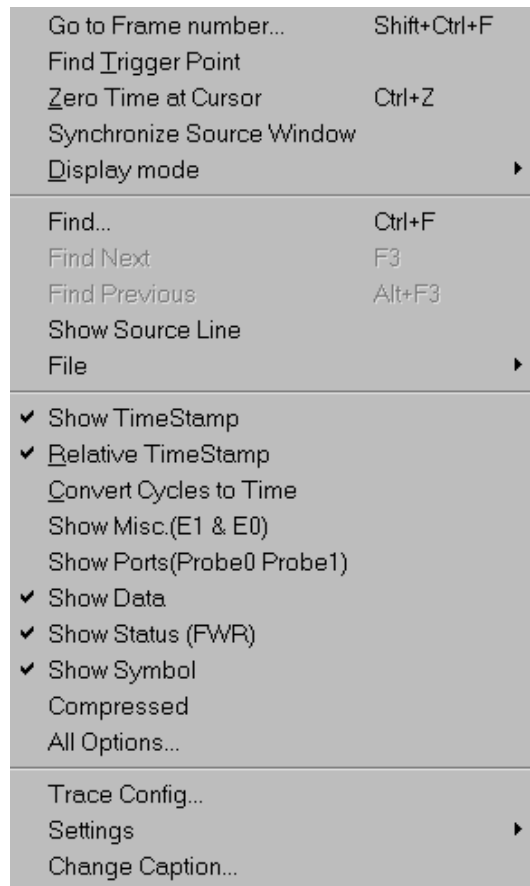 Go to Frame number... Shift+Ctrl+F
Find Trigger Point
Zero Time at Cursor Ctrl+Z
Synchronize Source Window
Display mode
Find... Ctrl+F
Find Next F3
Find Previous Alt+F3
Show Source Line
File
Show TimeStamp
Relative TimeStamp
Convert Cycles to Time
Show Misc.(E1 & E0)
Show Ports(Probe0 Probe1)
Show Data
Show Status (FWR)
Show Symbol
Compressed
All Options...
Trace Config...
Settings
Change Caption...